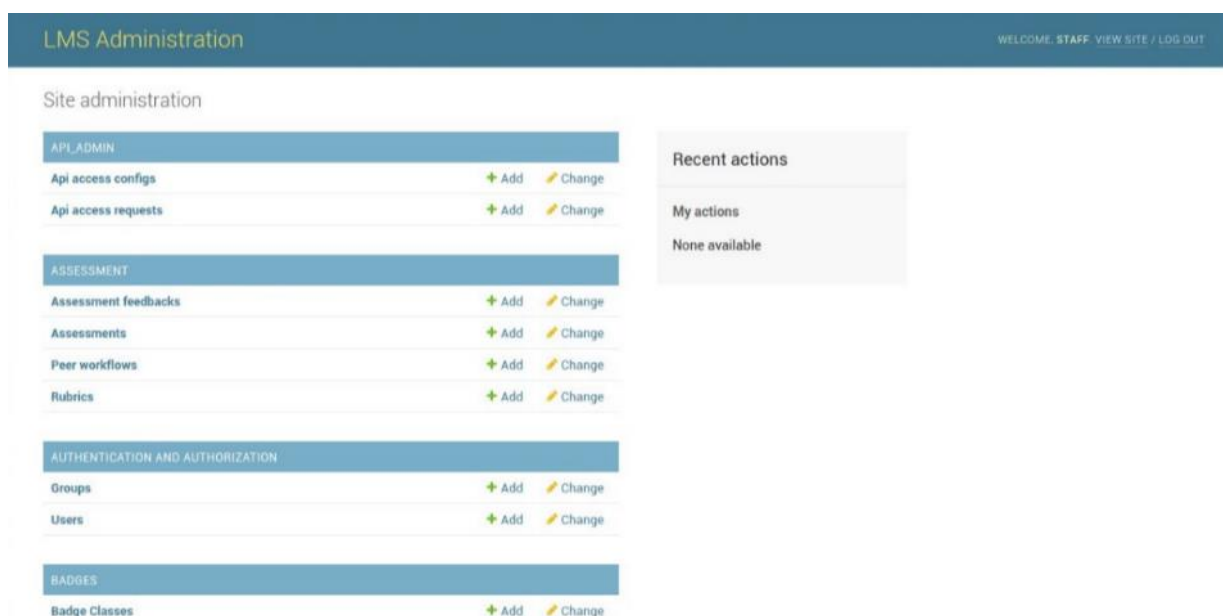 LMS Administration
WELCOME, STAFF. VIEW SITE / LOG OUT
Site administration
API_ADMIN
Api access configs + Add Change
Api access requests + Add Change
ASSESSMENT
Assessment feedbacks + Add Change
Assessments + Add Change
Peer workflows + Add Change
Rubrics + Add Change
AUTHENTICATION AND AUTHORIZATION
Groups + Add Change
Users + Add Change
BADGES
Badge Classes + Add Change
Recent actions
My actions
None available